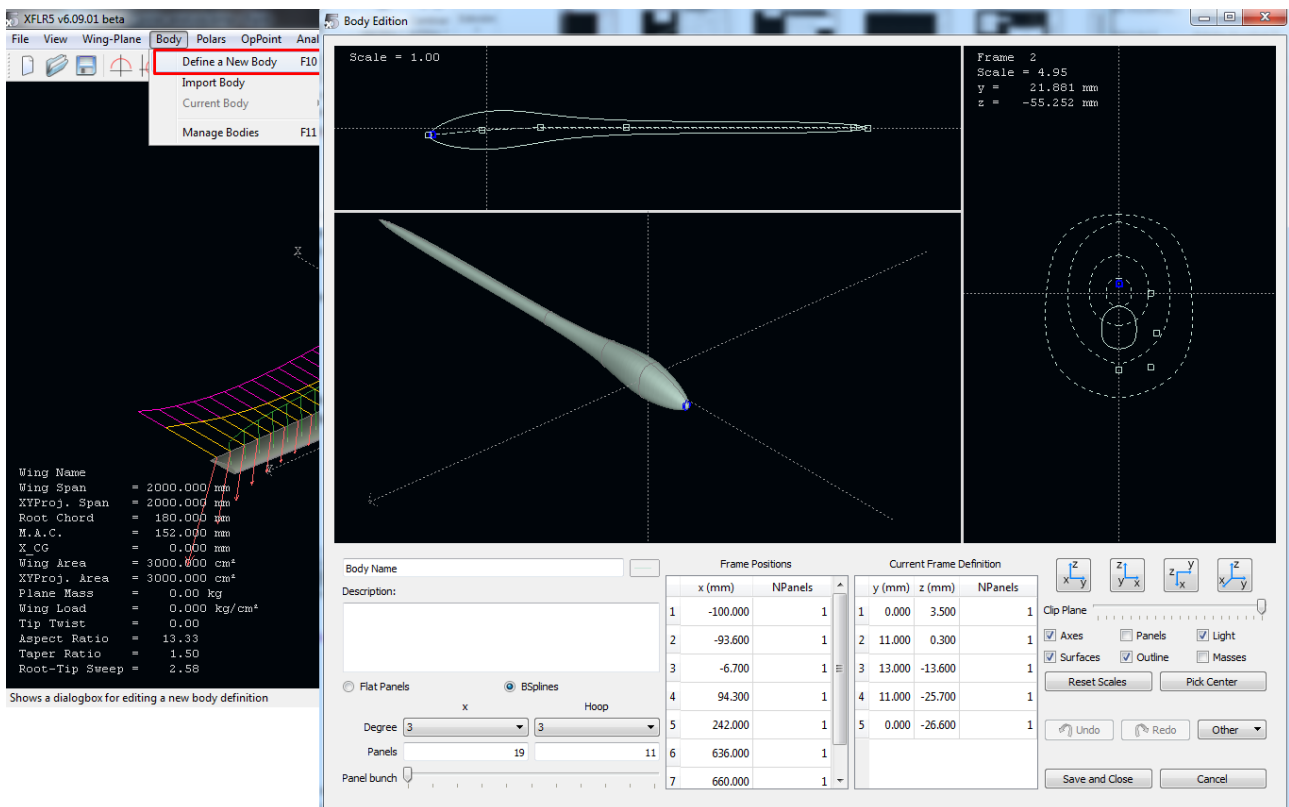 XFLR5 v6.09.01 beta
File View Wing-Plane Body Polars OpPoint Anal
Define a New Body F10
Import Body
Current Body
Manage Bodies F11
X
Wing Name
Wing Span = 2000.000 mm
XYProj. Span = 2000.000 mm
Root Chord = 180.000 mm
M.A.C. = 152.000 mm
X_CG = 0.000 mm
Wing Area = 3000.000 cm²
XYProj. Area = 3000.000 cm²
Plane Mass = 0.00 kg
Wing Load = 0.000 kg/cm²
Tip Twist = 0.00
Aspect Ratio = 13.33
Taper Ratio = 1.50
Root-Tip Sweep = 2.58
Shows a dialogbox for editing a new body definition
Body Edition
Scale = 1.00
Frame 2
Scale = 4.95
y = 21.881 mm
z = -55.252 mm
Body Name
Description:
Flat Panels BSplines
x Hoop
Degree 3 3
Panels 19 11
Panel bunch
Frame Positions
x (mm) NPanels
1 -100.000 1
2 -93.600 1
3 -6.700 1
4 94.300 1
5 242.000 1
6 636.000 1
7 660.000 1
Current Frame Definition
y (mm) z (mm) NPanels
1 0.000 3.500 1
2 11.000 0.300 1
3 13.000 -13.600 1
4 11.000 -25.700 1
5 0.000 -26.600 1
z x y
z y x
z y x
z x y
Clip Plane
Axes Panels Light
Surfaces Outline Masses
Reset Scales Pick Center
Undo Redo Other
Save and Close Cancel